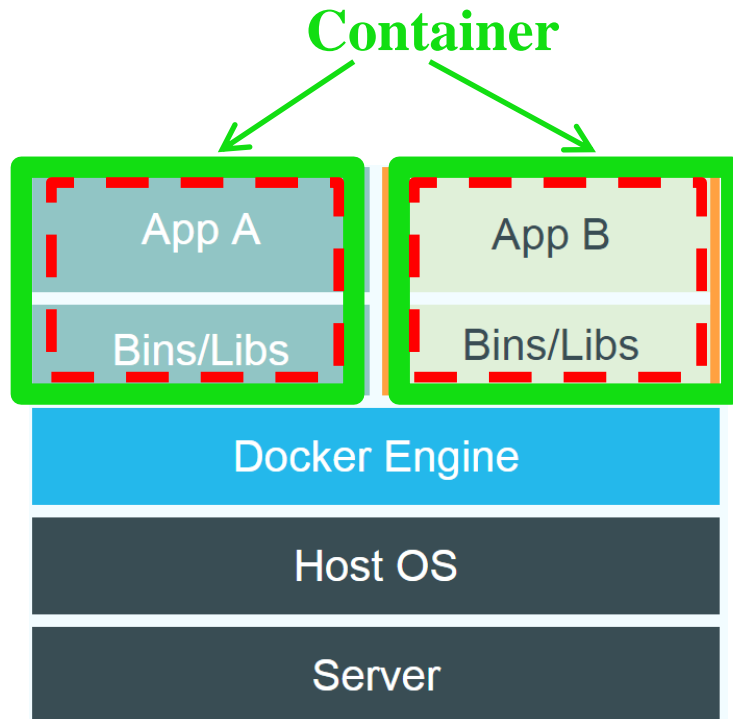 Container
App A
App B
Bins/Libs
Bins/Libs
Docker Engine
Host OS
Server